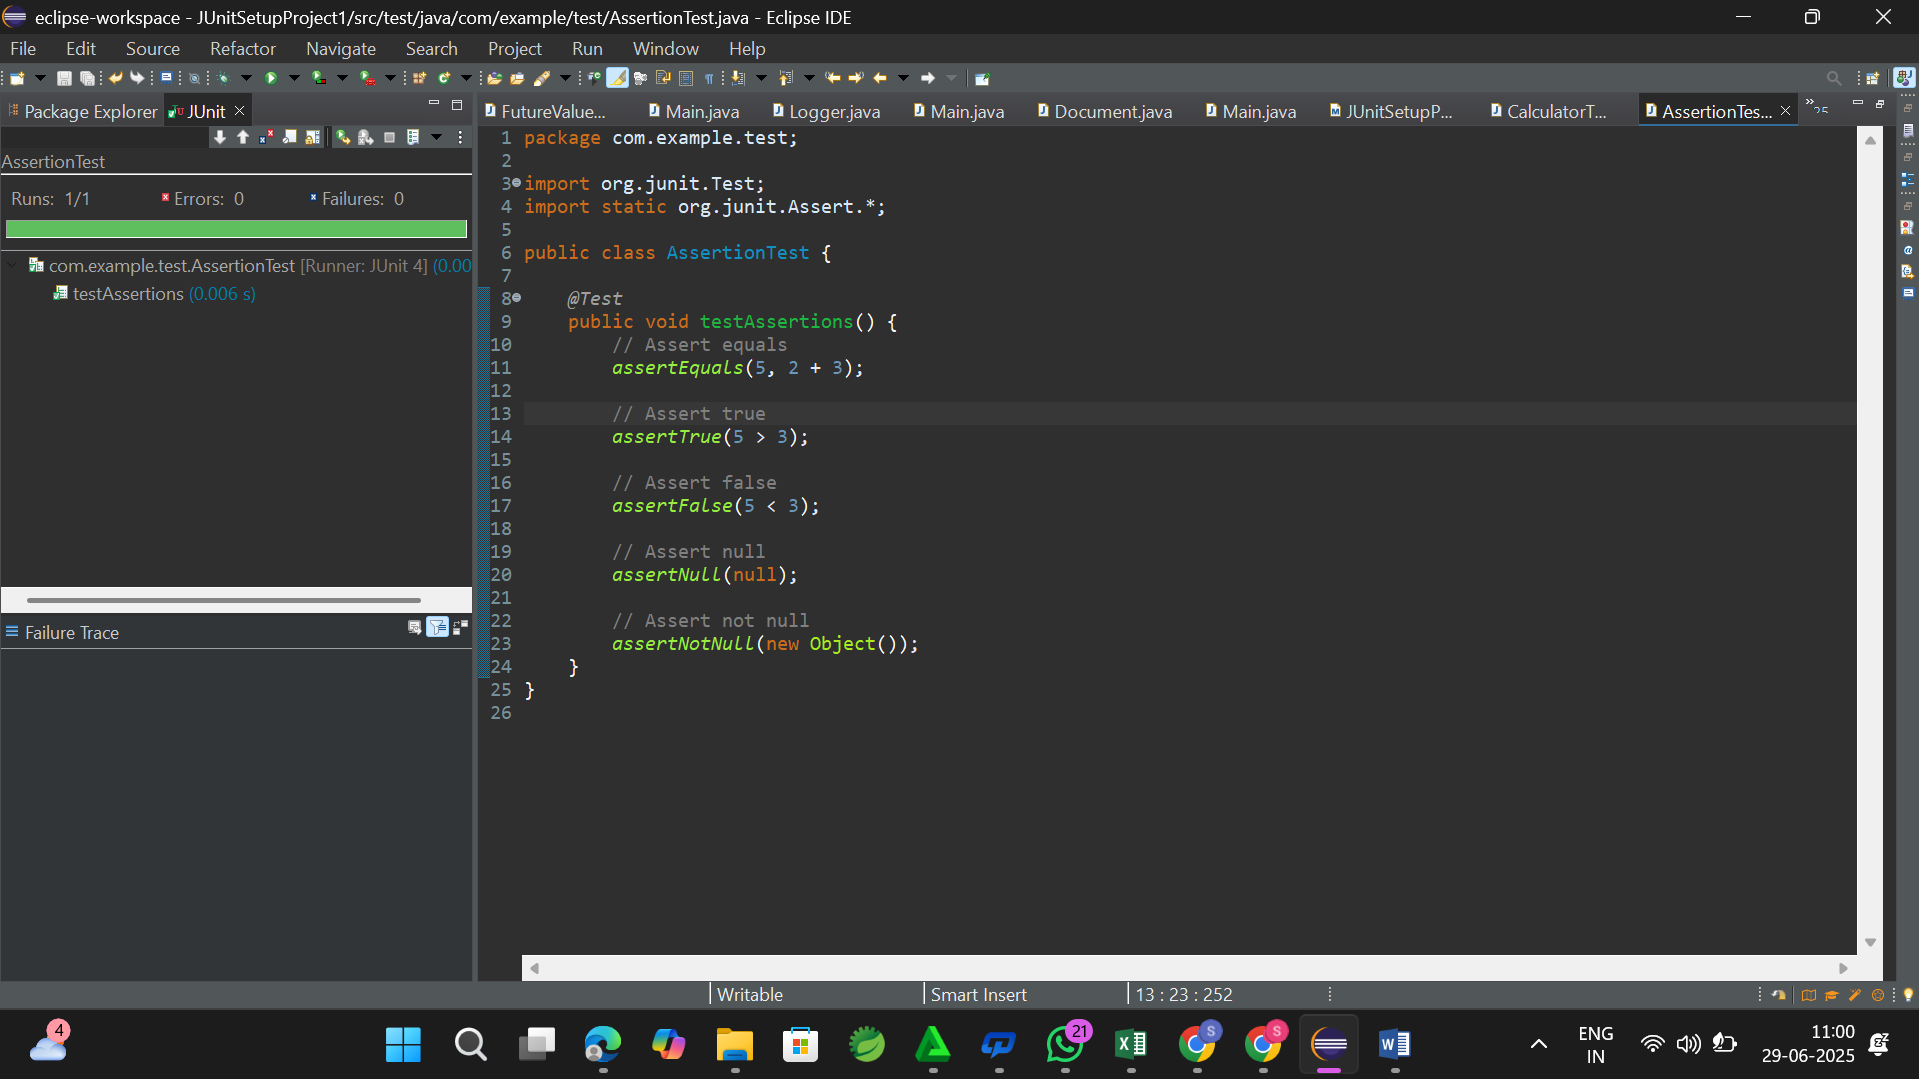 eclipse-workspace - JUnitSetupProject1/src/test/java/com/example/test/AssertionTest.java - Eclipse IDE
File Edit Source Refactor Navigate Search Project Run Window Help
Package Explorer JUnit
FutureValue... Main.java Logger.java Main.java Document.java Main.java JUnitSetupP... CalculatorT... AssertionTes... »25
AssertionTest
Runs: 1/1 Errors: 0 Failures: 0
com.example.test.AssertionTest [Runner: JUnit 4] (0.00
testAssertions (0.006 s)
Failure Trace
1 package com.example.test;
2
3 import org.junit.Test;
4 import static org.junit.Assert.*;
5
6 public class AssertionTest {
7
8 @Test
9 public void testAssertions() {
10 // Assert equals
11 assertEquals(5, 2 + 3);
12
13 // Assert true
14 assertTrue(5 > 3);
15
16 // Assert false
17 assertFalse(5 < 3);
18
19 // Assert null
20 assertNull(null);
21
22 // Assert not null
23 assertNotNull(new Object());
24 }
25 }
26
Writable Smart Insert 13 : 23 : 252
4
21
S
S
ENG
IN
11:00
29-06-2025